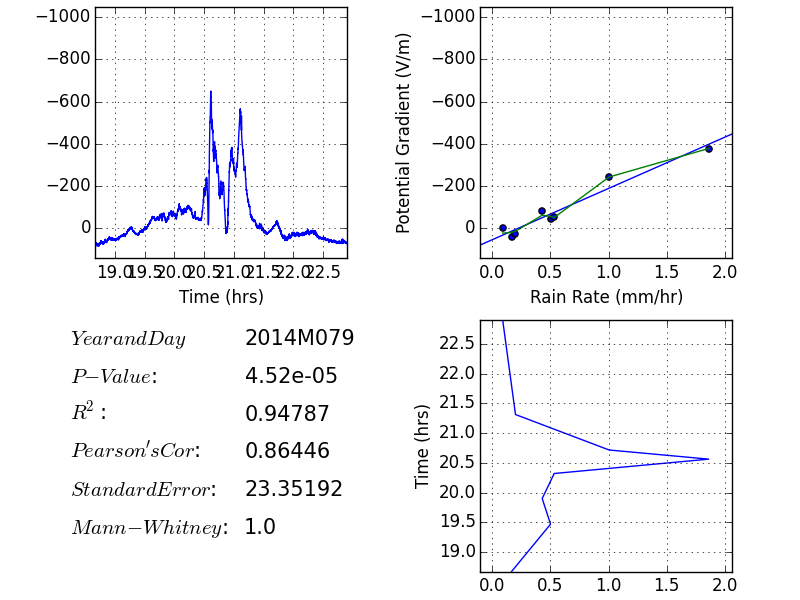 −1000
−800
−600
−400
−200
0
19.0 19.5 20.0 20.5 21.0 21.5 22.0 22.5
Time (hrs)
Potential Gradient (V/m)
−1000
−800
−600
−400
−200
0
0.0 0.5 1.0 1.5 2.0
Rain Rate (mm/hr)
YearandDay 2014M079
P−Value: 4.52e-05
R²: 0.94787
Pearson'sCor: 0.86446
StandardError: 23.35192
Mann−Whitney: 1.0
Time (hrs)
22.5
22.0
21.5
21.0
20.5
20.0
19.5
19.0
0.0 0.5 1.0 1.5 2.0